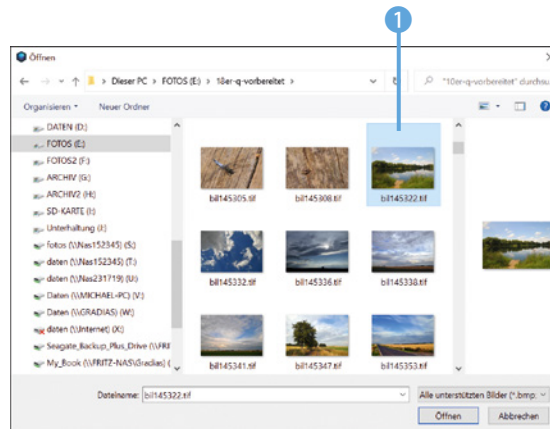 1
Öffnen
Dieser PC > FOTOS (E:) > 18er-q-vorbereitet >
"10er-q-vorbereitet" durchsu
Organisieren
Neuer Ordner
DATEN (D:)
FOTOS (E:)
FOTOS2 (F:)
ARCHIV (G:)
ARCHIV2 (H:)
SD-KARTE (I:)
Unterhaltung (J:)
fotos (\\Nas152345) (S:)
daten (\\Nas152345) (T:)
daten (\\Nas231719) (U:)
Daten (\\MICHAEL-PC) (V:)
Daten (\\GRADIAS) (W:)
daten (\\Internet) (X:)
Seagate_Backup_Plus_Drive (\\FRI
My_Book (\\FRITZ-NAS\Gradias) (
bil145305.tif
bil145308.tif
bil145322.tif
bil145332.tif
bil145336.tif
bil145338.tif
bil145341.tif
bil145347.tif
bil145353.tif
Dateiname:
bil145322.tif
Alle unterstützten Bilder (*.bmp,
Öffnen
Abbrechen